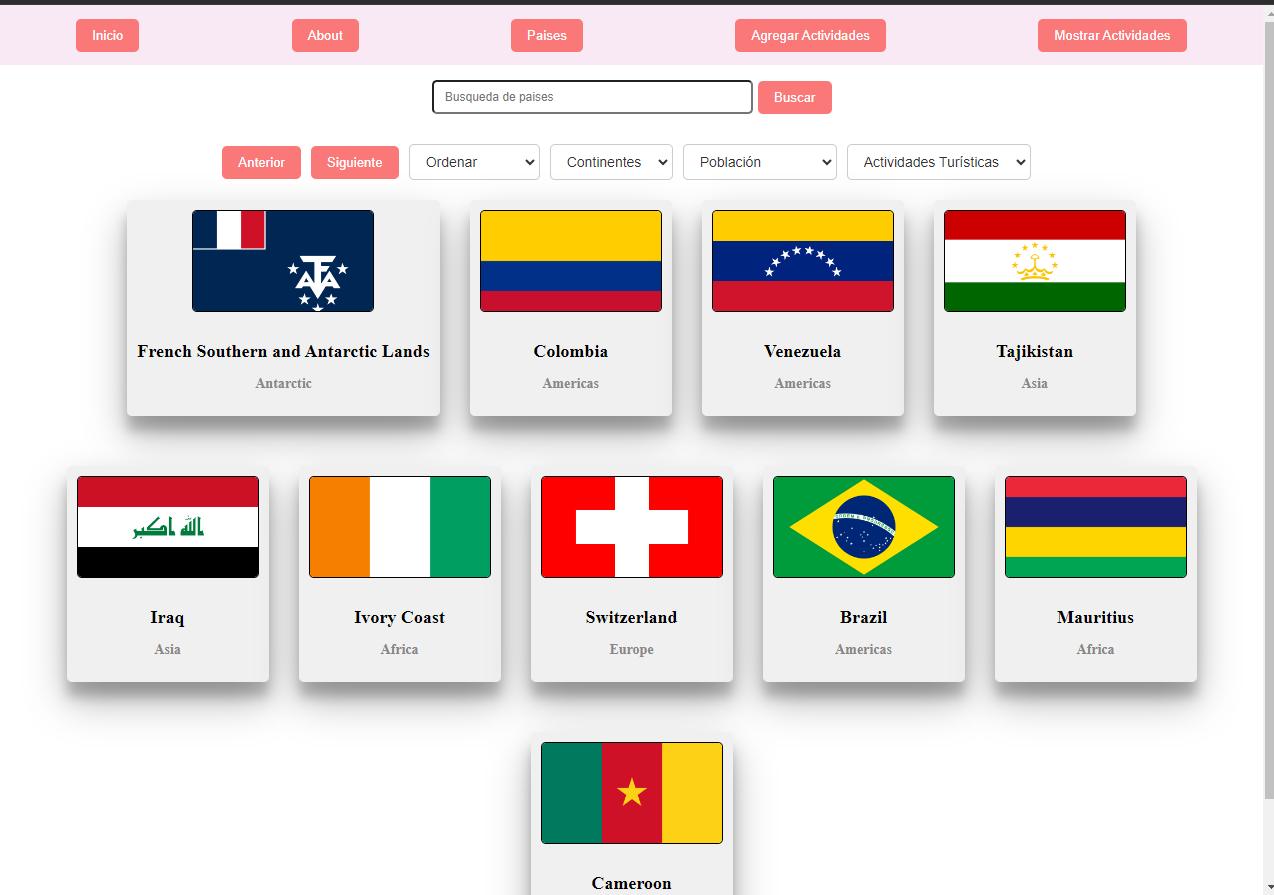 Inicio About Paises Agregar Actividades Mostrar Actividades
Busqueda de paises Buscar
Anterior Siguiente Ordenar Continentes Población Actividades Turísticas
French Southern and Antarctic Lands Colombia Venezuela Tajikistan
Antarctic Americas Americas Asia
الله اكبر
Iraq Ivory Coast Switzerland Brazil Mauritius
Asia Africa Europe Americas Africa
Cameroon